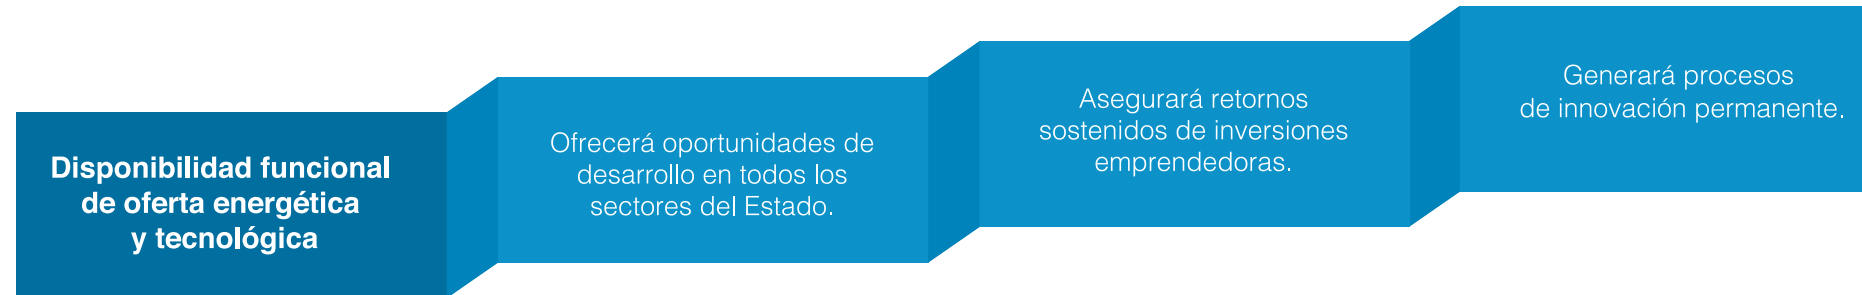 Disponibilidad funcional
de oferta energética
y tecnológica
Ofrecerá oportunidades de
desarrollo en todos los
sectores del Estado.
Asegurará retornos
sostenidos de inversiones
emprendedoras.
Generará procesos
de innovación permanente.